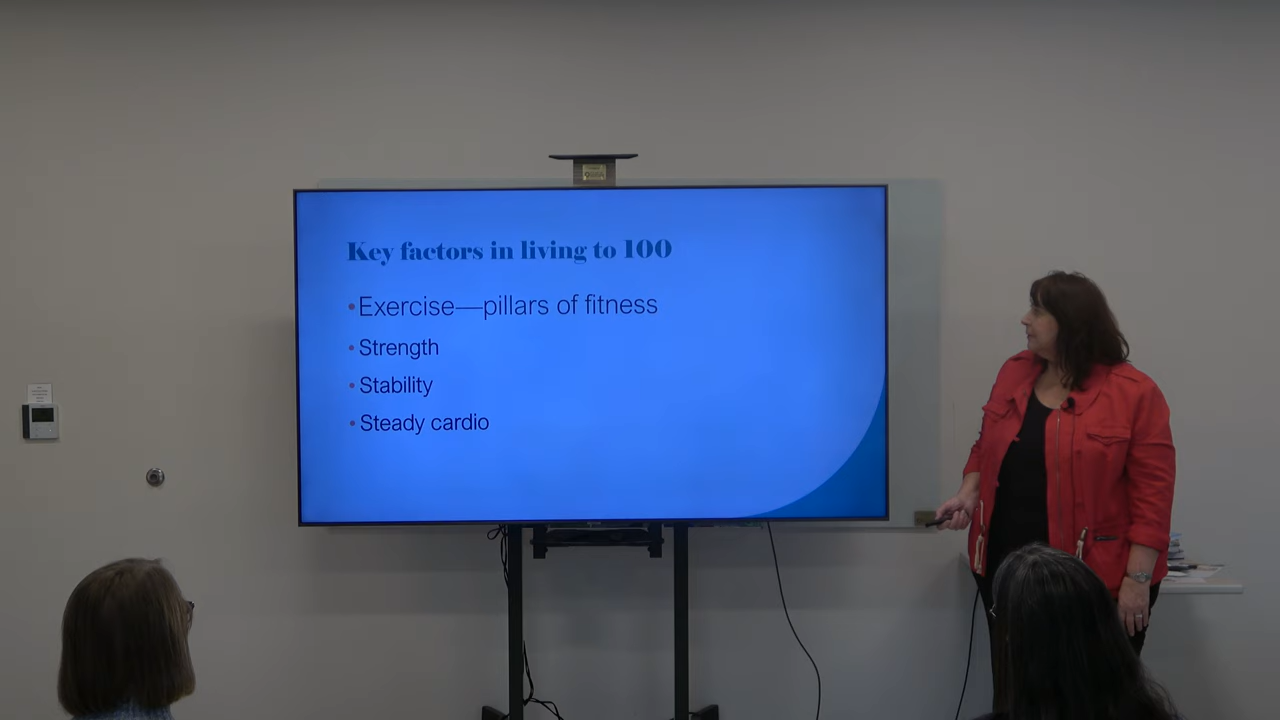 Key factors in living to 100
•Exercise—pillars of fitness
•Strength
•Stability
•Steady cardio